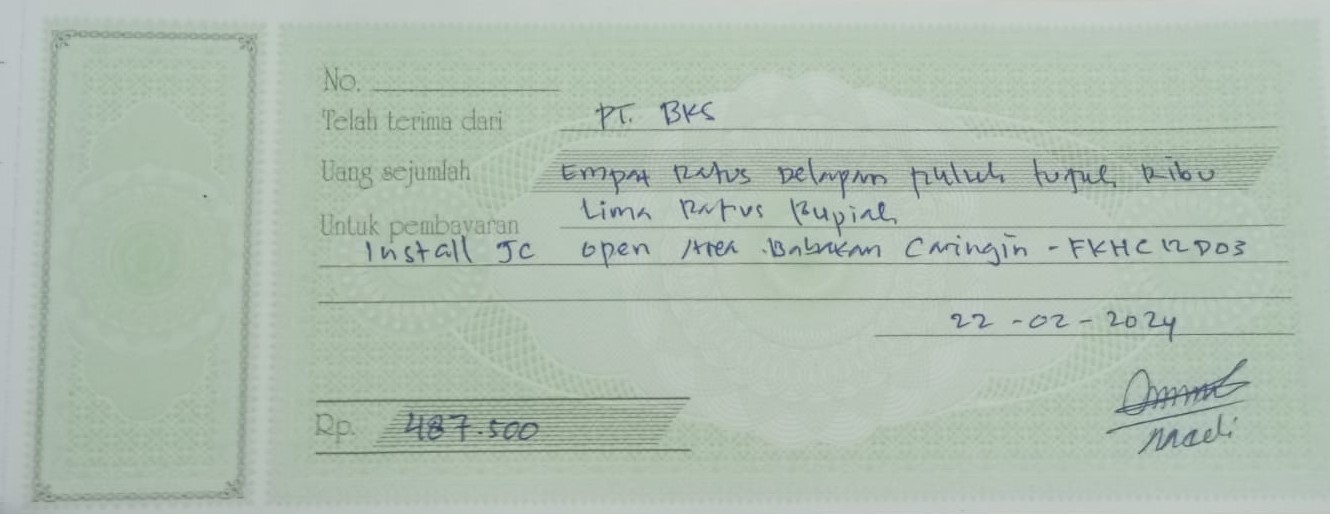 No.
Telah terima dari PT. BKS
Uang sejumlah Empat Ratus Delapan puluh tujuh Ribu
Lima Ratus Rupiah
Untuk pembayaran
Install JC open Area Babakan Caringin - FKHC12D03
22 - 02 - 2024
Rp. 487.500
Maeli